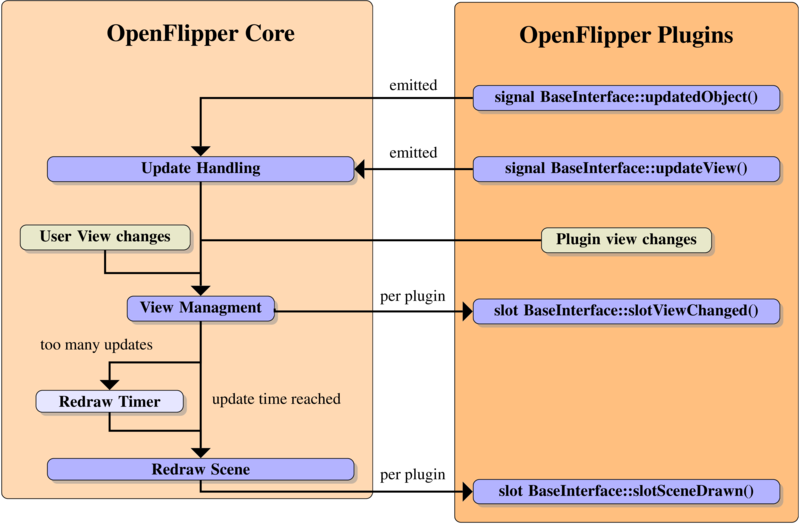 OpenFlipper Core
OpenFlipper Plugins
emitted
signal BaseInterface::updatedObject()
Update Handling
emitted
signal BaseInterface::updateView()
User View changes
Plugin view changes
View Managment
per plugin
slot BaseInterface::slotViewChanged()
too many updates
Redraw Timer
update time reached
Redraw Scene
per plugin
slot BaseInterface::slotSceneDrawn()